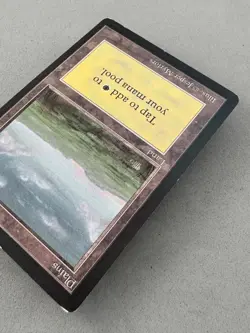 Plains
Land
Tap to add ● to
your mana pool.
Illus. © Jesper Myrfors